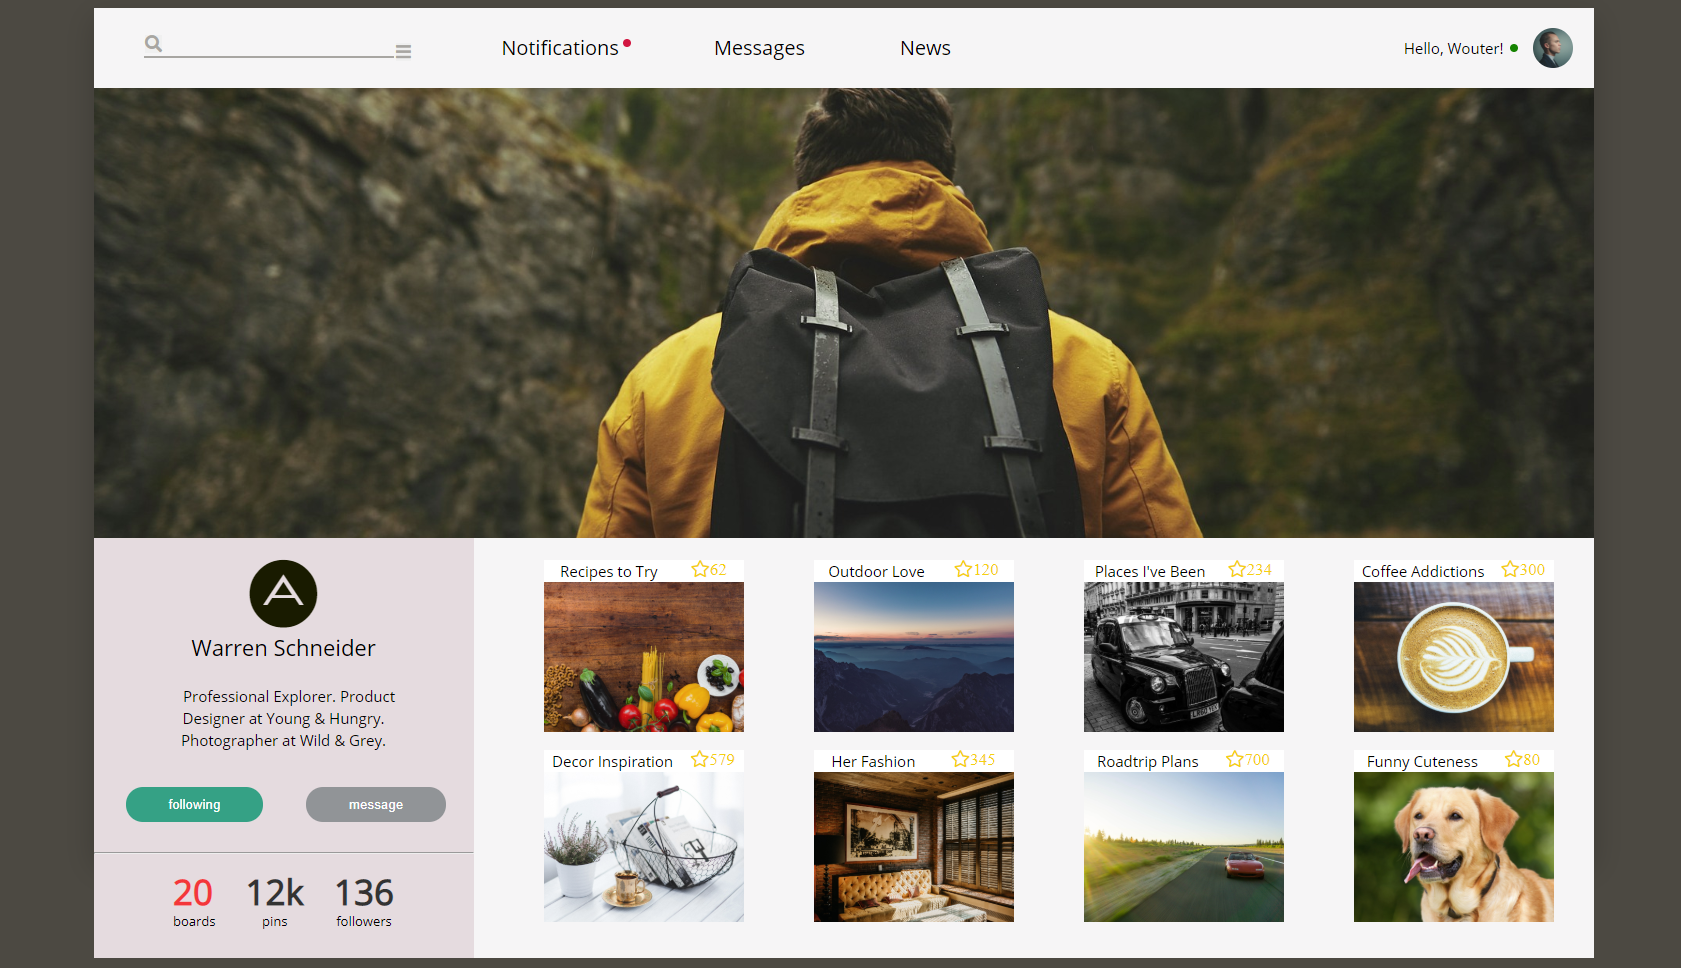 Notifications
Messages
News
Hello, Wouter!
Warren Schneider
Professional Explorer. Product
Designer at Young & Hungry.
Photographer at Wild & Grey.
following
message
20
12k
136
boards
pins
followers
Recipes to Try
62
Outdoor Love
120
Places I've Been
234
Coffee Addictions
300
Decor Inspiration
579
Her Fashion
345
Roadtrip Plans
700
Funny Cuteness
80